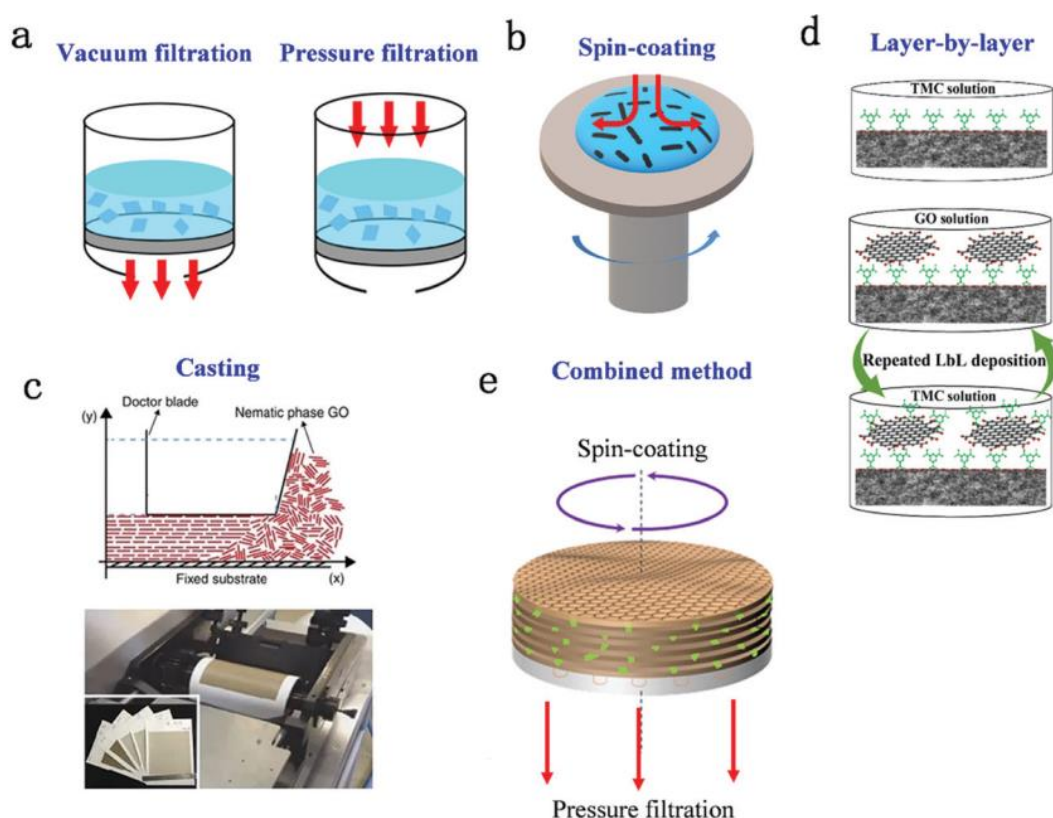 a
Vacuum filtration
Pressure filtration
b
Spin-coating
c
Casting
(y)
Doctor blade
Nematic phase GO
Fixed substrate
(x)
d
Layer-by-layer
TMC solution
GO solution
Repeated LbL deposition
TMC solution
e
Combined method
Spin-coating
Pressure filtration